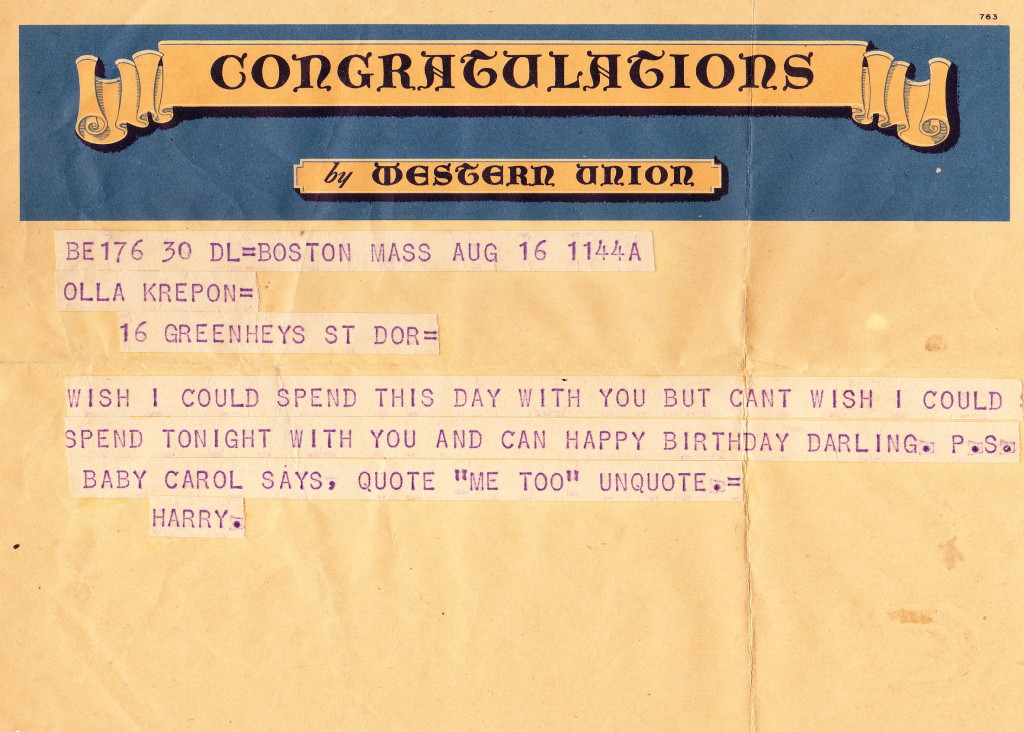 763
CONGRATULATIONS
by WESTERN UNION
BE176 30 DL=BOSTON MASS AUG 16 1144A
OLLA KREPON=
16 GREENHEYS ST DOR=
WISH I COULD SPEND THIS DAY WITH YOU BUT CANT WISH I COULD
SPEND TONIGHT WITH YOU AND CAN HAPPY BIRTHDAY DARLING. P.S.
BABY CAROL SAYS, QUOTE "ME TOO" UNQUOTE.=
HARRY.